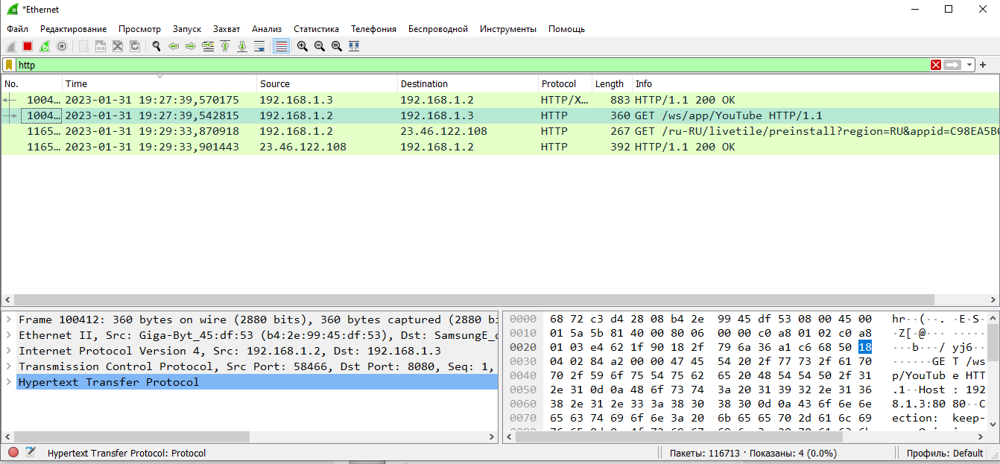 *Ethernet
Файл Редактирование Просмотр Запуск Захват Анализ Статистика Телефония Беспроводной Инструменты Помощь
http
No. Time Source Destination Protocol Length Info
1004… 2023-01-31 19:27:39,570175 192.168.1.3 192.168.1.2 HTTP/X… 883 HTTP/1.1 200 OK
1004… 2023-01-31 19:27:39,542815 192.168.1.2 192.168.1.3 HTTP 360 GET /ws/app/YouTube HTTP/1.1
1165… 2023-01-31 19:29:33,870918 192.168.1.2 23.46.122.108 HTTP 267 GET /ru-RU/livetile/preinstall?region=RU&appid=C98EA5B0
1165… 2023-01-31 19:29:33,901443 23.46.122.108 192.168.1.2 HTTP 392 HTTP/1.1 200 OK
Frame 100412: 360 bytes on wire (2880 bits), 360 bytes captured (2880 bi
Ethernet II, Src: Giga-Byt_45:df:53 (b4:2e:99:45:df:53), Dst: SamsungE_
Internet Protocol Version 4, Src: 192.168.1.2, Dst: 192.168.1.3
Transmission Control Protocol, Src Port: 58466, Dst Port: 8080, Seq: 1,
Hypertext Transfer Protocol
0000 68 72 c3 d4 28 08 b4 2e 99 45 df 53 08 00 45 00 hr··(··. ·E·S··E·
0010 01 5a 5b 81 40 00 80 06 00 00 c0 a8 01 02 c0 a8 ·Z[·@··· ········
0020 01 03 e4 62 1f 90 18 2f 79 6a 36 a1 c6 68 50 18 ···b···/ yj6··hP·
0030 04 02 84 a2 00 00 47 45 54 20 2f 77 73 2f 61 70 ······GE T /ws/ap
0040 70 2f 59 6f 75 54 75 62 65 20 48 54 54 50 2f 31 p/YouTub e HTTP/1
0050 2e 31 0d 0a 48 6f 73 74 3a 20 31 39 32 2e 31 36 .1··Host : 192.16
0060 38 2e 31 2e 33 3a 38 30 38 30 0d 0a 43 6f 6e 6e 8.1.3:80 80··Conn
0070 65 63 74 69 6f 6e 3a 20 6b 65 65 70 2d 61 6c 69 ection:  keep-ali
Hypertext Transfer Protocol: Protocol Пакеты: 116713 · Показаны: 4 (0.0%) Профиль: Default